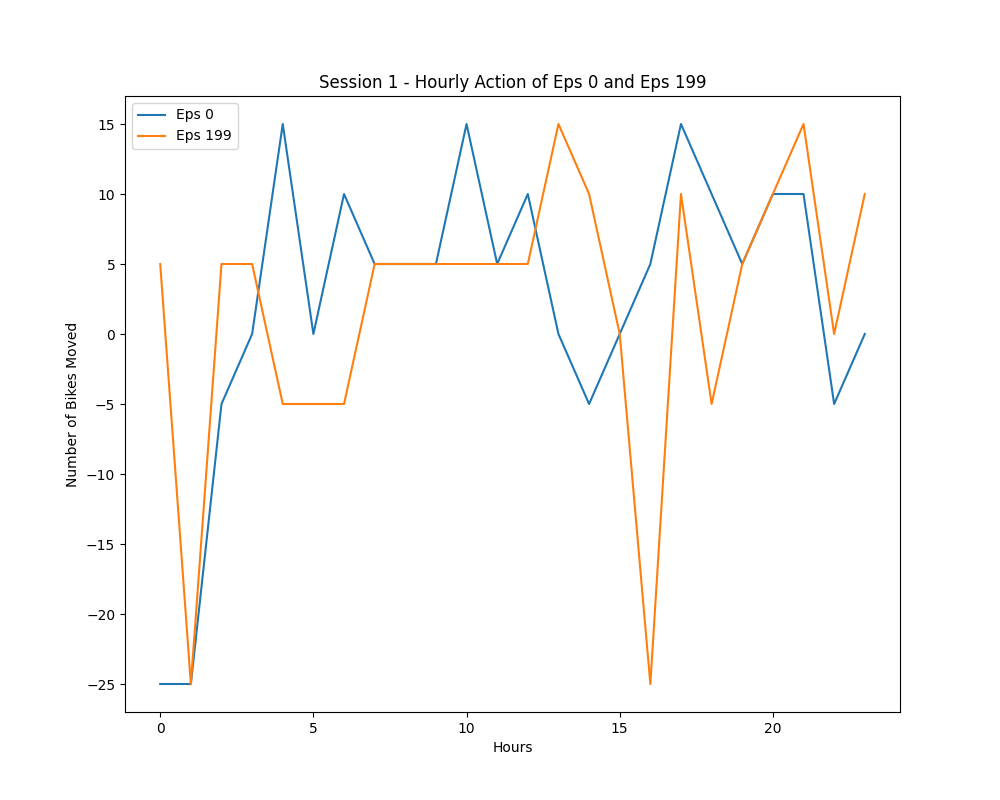 Session 1 - Hourly Action of Eps 0 and Eps 199
Eps 0
Eps 199
Number of Bikes Moved
15
10
5
0
−5
−10
−15
−20
−25
0 5 10 15 20
Hours